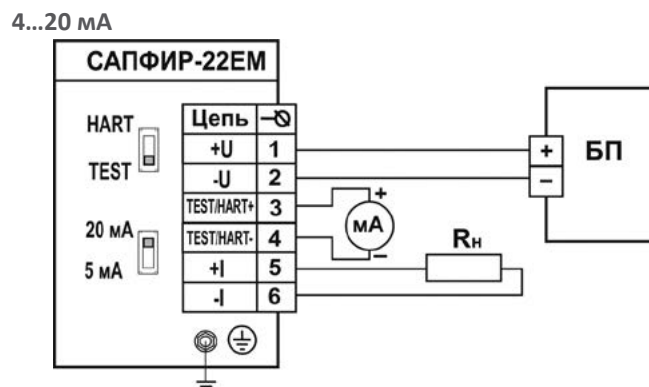 4...20 мА
САПФИР-22ЕМ
HART
TEST
20 мА
5 мА
Цепь
+U 1
-U 2
TEST/HART+ 3
TEST/HART- 4
+I 5
-I 6
+
мА
−
Rн
+
−
БП